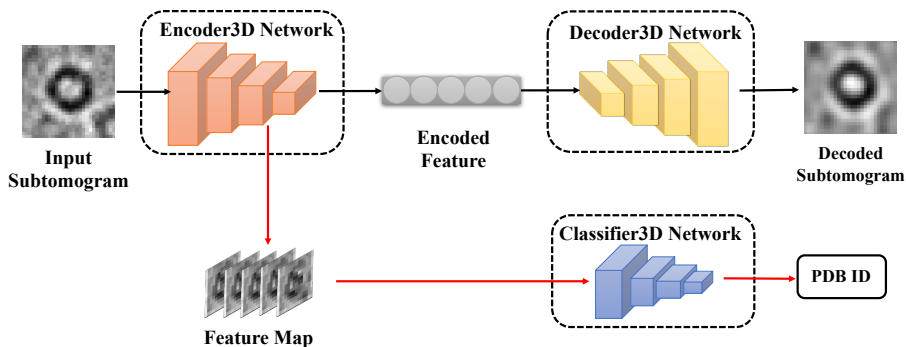 Encoder3D Network
Decoder3D Network
Input
Subtomogram
Encoded
Feature
Decoded
Subtomogram
Classifier3D Network
PDB ID
Feature Map